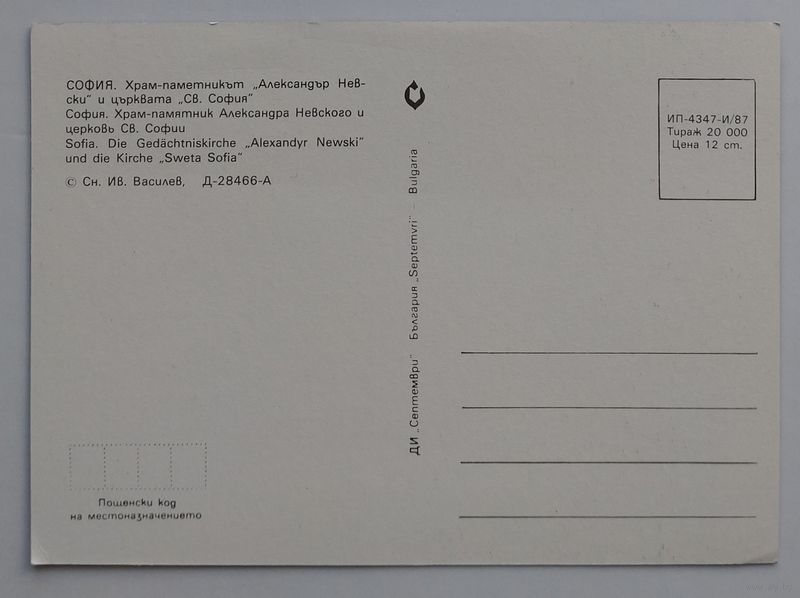 СОФИЯ. Храм-паметникът „Александър Нев-
ски" и църквата „Св. София"
София. Храм-памятник Александра Невского и
церковь Св. Софии
Sofia. Die Gedächtniskirche „Alexandyr Newski"
und die Kirche „Sweta Sofia"
© Сн. Ив. Василев, Д-28466-А
ДИ „Септември" България „Septemvri" – Bulgaria
ИП-4347-И/87
Тираж 20 000
Цена 12 ст.
Пощенски код
на местоназначението